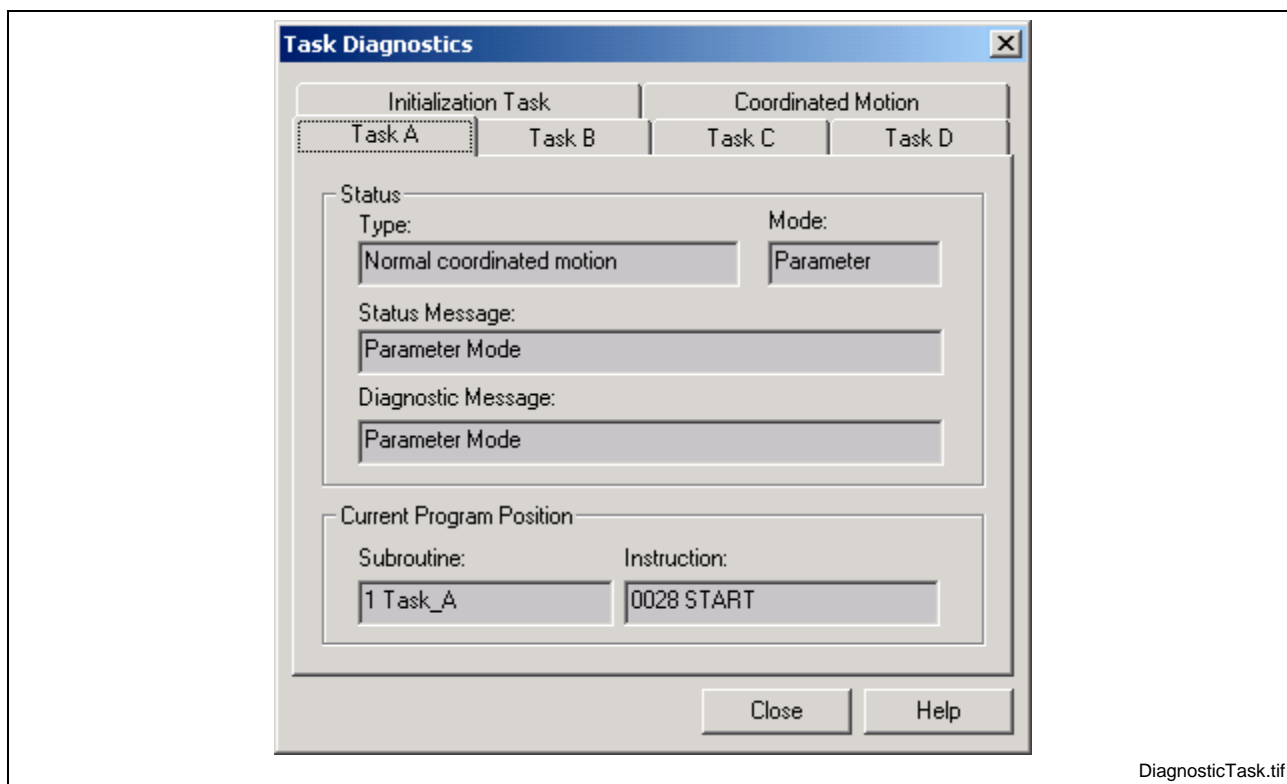 Task Diagnostics
Initialization Task Coordinated Motion
Task A Task B Task C Task D
Status
Type: Mode:
Normal coordinated motion Parameter
Status Message:
Parameter Mode
Diagnostic Message:
Parameter Mode
Current Program Position
Subroutine: Instruction:
1 Task_A 0028 START
Close Help
DiagnosticTask.tif